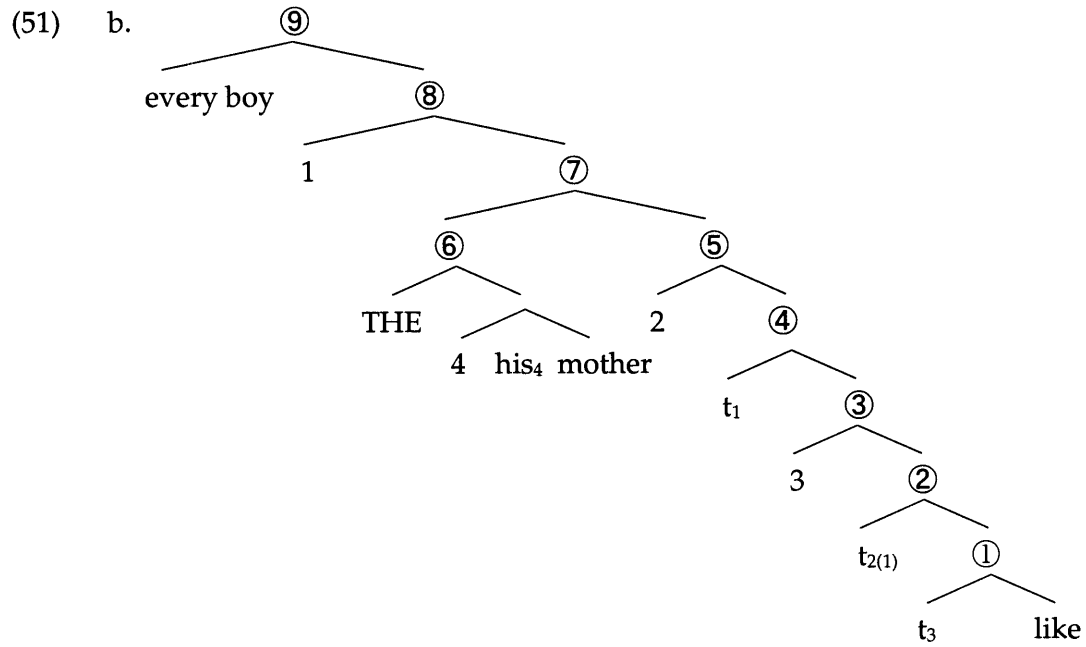 (51) b. ⑨
every boy ⑧
1 ⑦
⑥ ⑤
THE 2 ④
4 his₄ mother
t₁ ③
3 ②
t₂₍₁₎ ①
t₃ like